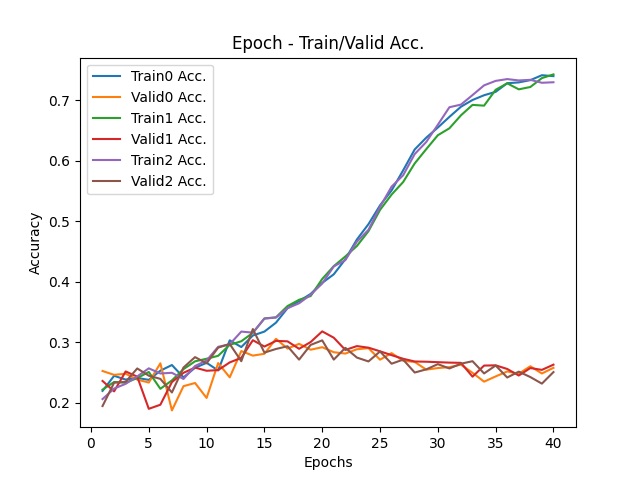 Epoch - Train/Valid Acc.
Train0 Acc.
Valid0 Acc.
Train1 Acc.
Valid1 Acc.
Train2 Acc.
Valid2 Acc.
Accuracy
0.7
0.6
0.5
0.4
0.3
0.2
0 5 10 15 20 25 30 35 40
Epochs